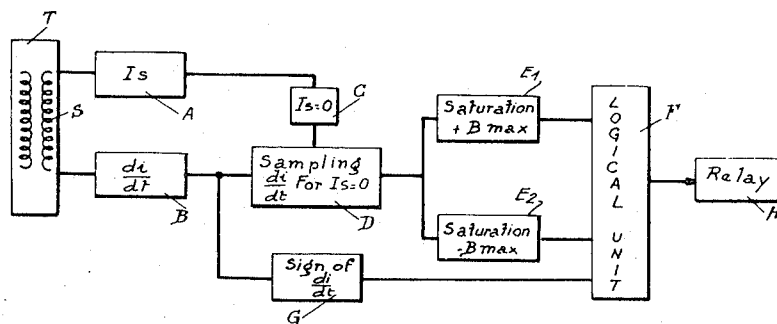 T
S
Is
A
Is=0
C
di
dt
B
Sampling
di
dt For Is=0
D
E1
Saturation
+ B max
E2
Saturation
-Bmax
Sign of
di
dt
G
LOGICAL UNIT
F
Relay
H